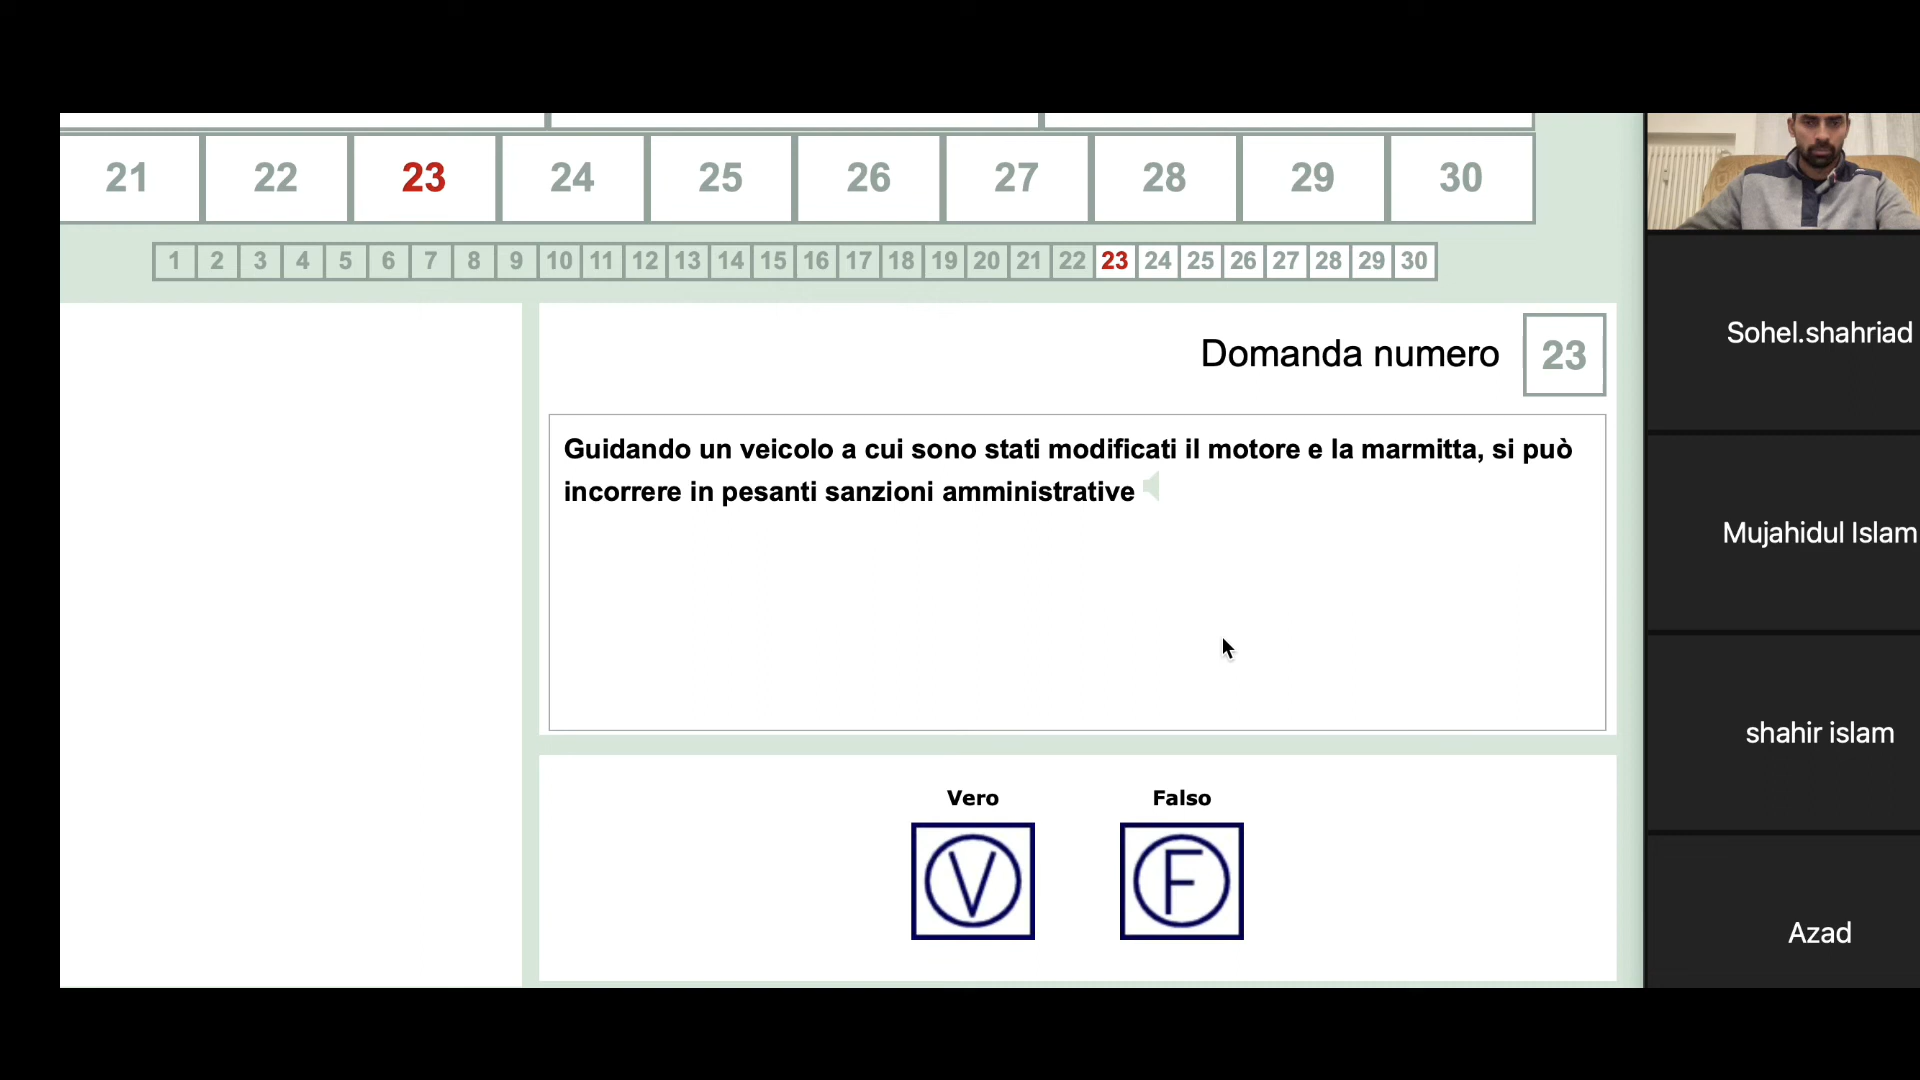 21 22 23 24 25 26 27 28 29 30
1 2 3 4 5 6 7 8 9 10 11 12 13 14 15 16 17 18 19 20 21 22 23 24 25 26 27 28 29 30
Domanda numero 23
Guidando un veicolo a cui sono stati modificati il motore e la marmitta, si può
incorrere in pesanti sanzioni amministrative
Vero Falso
V F
Sohel.shahriad
Mujahidul Islam
shahir islam
Azad